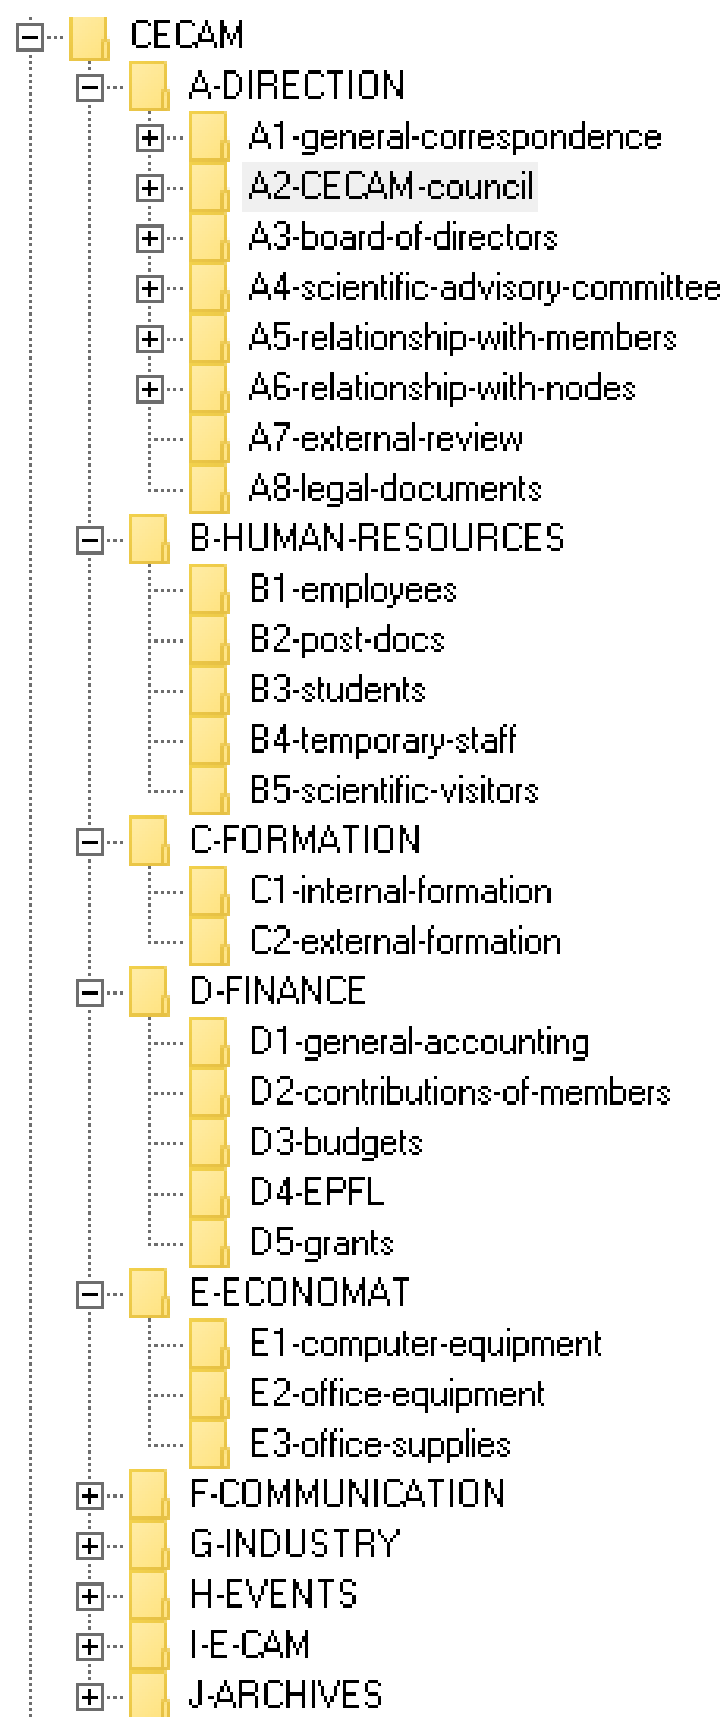 CECAM
A-DIRECTION
A1-general-correspondence
A2-CECAM-council
A3-board-of-directors
A4-scientific-advisory-committee
A5-relationship-with-members
A6-relationship-with-nodes
A7-external-review
A8-legal-documents
B-HUMAN-RESOURCES
B1-employees
B2-post-docs
B3-students
B4-temporary-staff
B5-scientific-visitors
C-FORMATION
C1-internal-formation
C2-external-formation
D-FINANCE
D1-general-accounting
D2-contributions-of-members
D3-budgets
D4-EPFL
D5-grants
E-ECONOMAT
E1-computer-equipment
E2-office-equipment
E3-office-supplies
F-COMMUNICATION
G-INDUSTRY
H-EVENTS
I-E-CAM
J-ARCHIVES